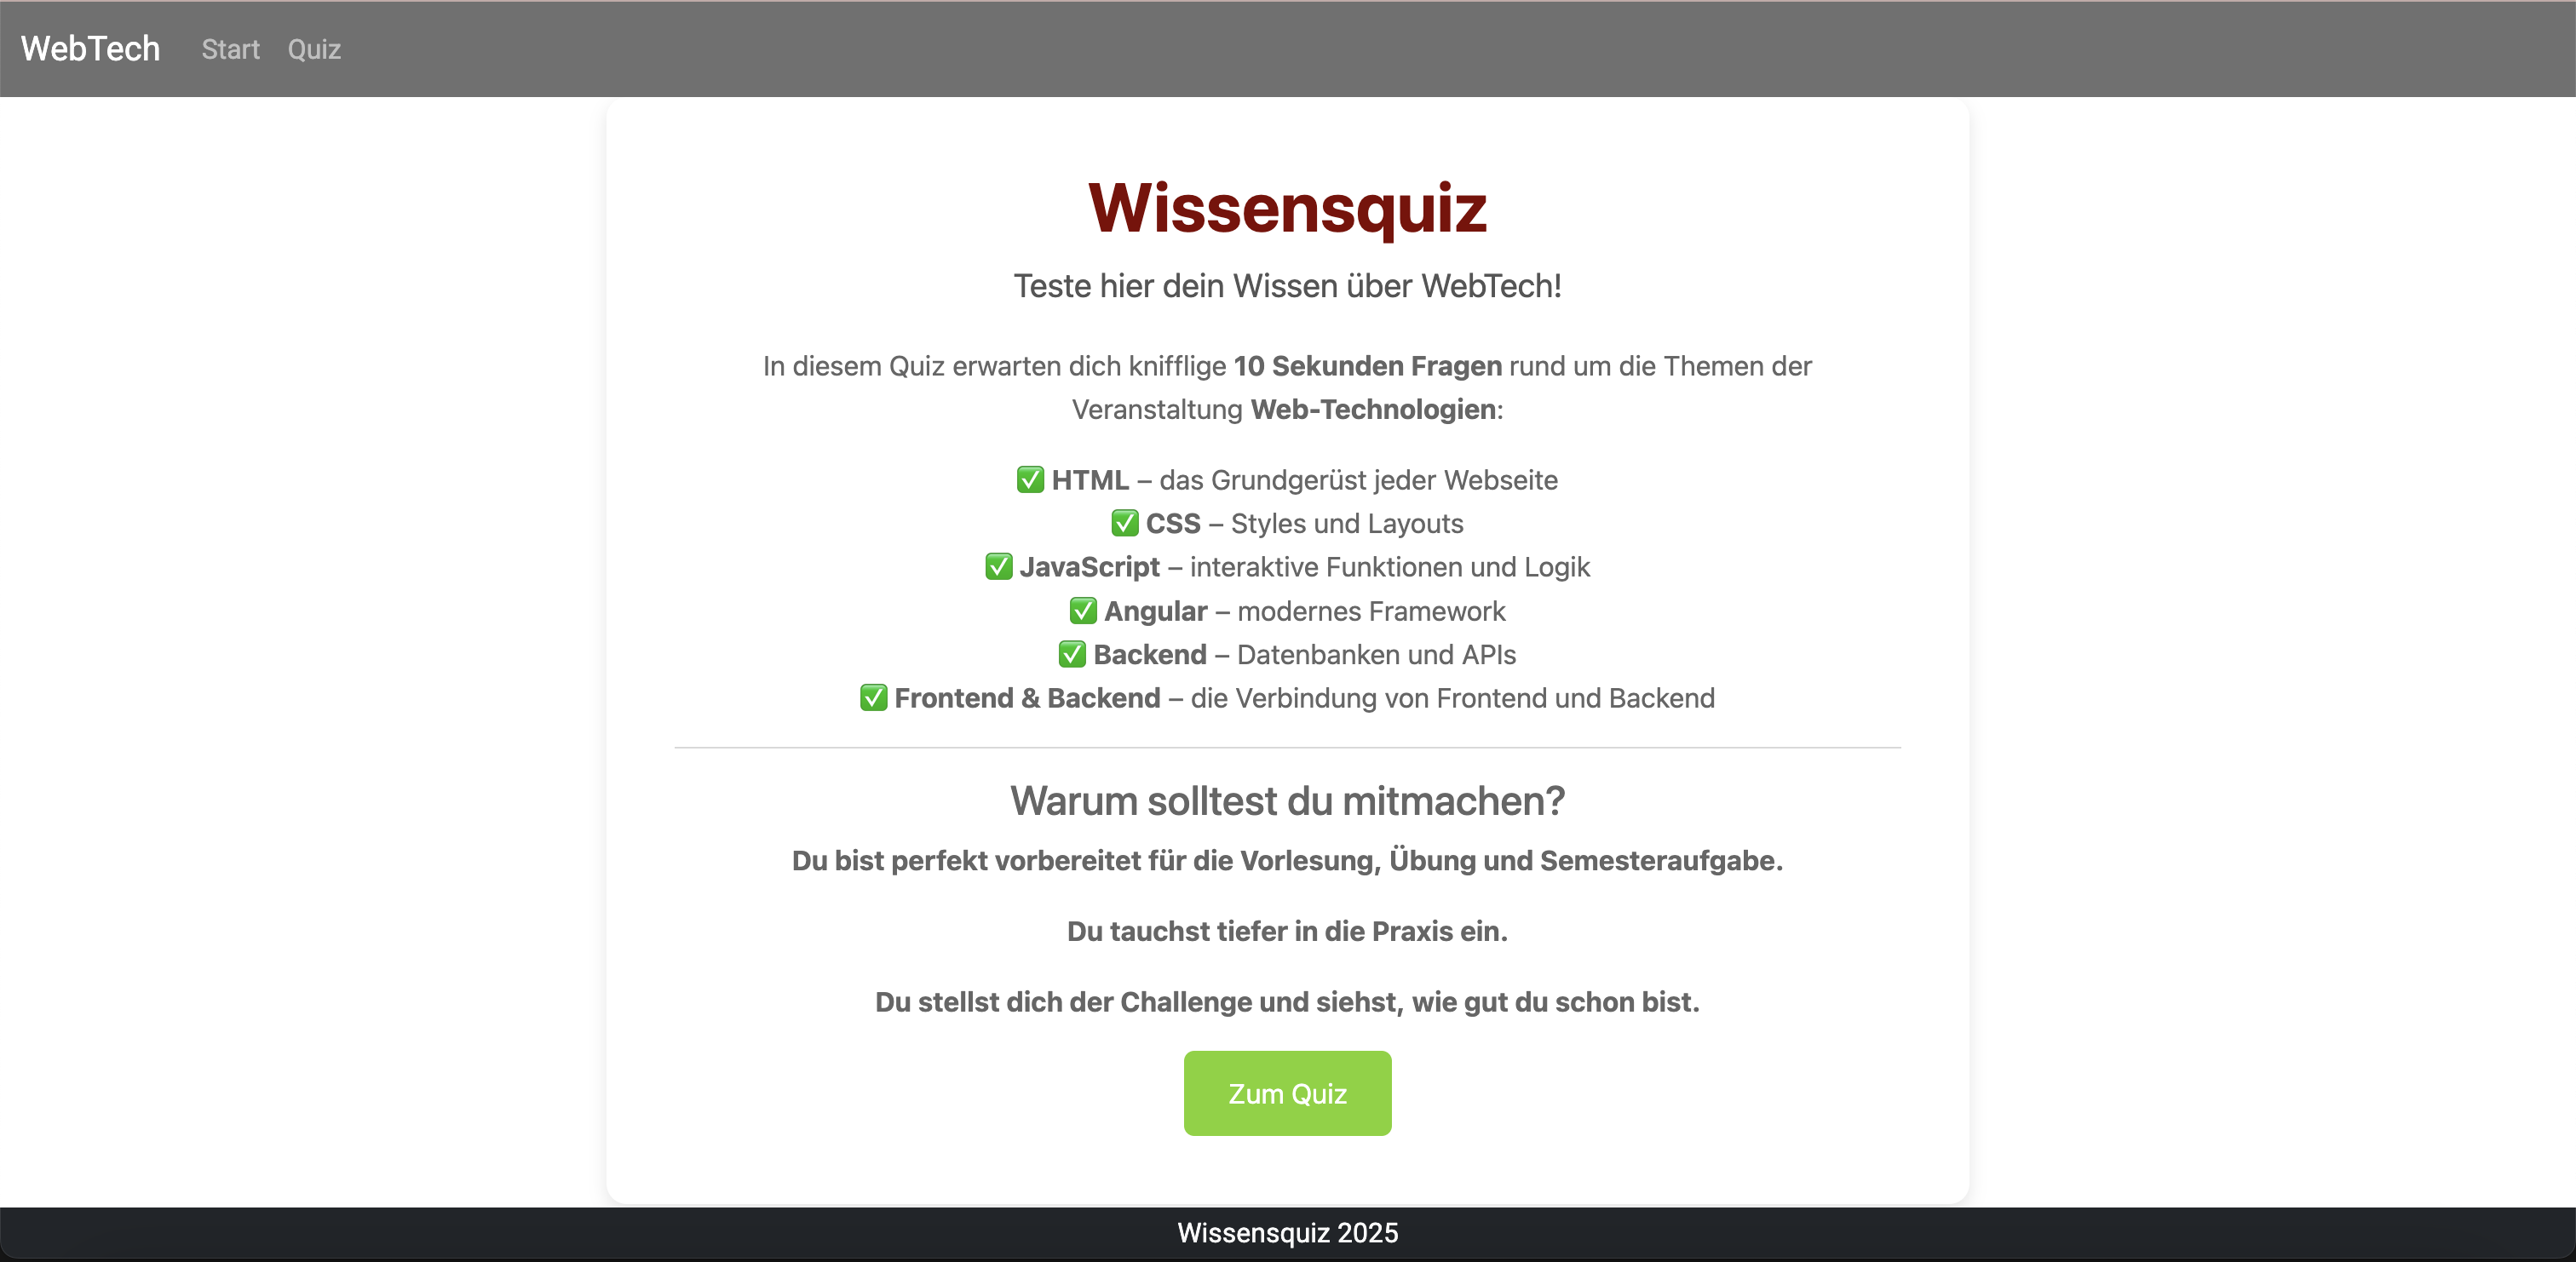 WebTech Start Quiz
Wissensquiz
Teste hier dein Wissen über WebTech!
In diesem Quiz erwarten dich knifflige 10 Sekunden Fragen rund um die Themen der
Veranstaltung Web-Technologien:
✅ HTML – das Grundgerüst jeder Webseite
✅ CSS – Styles und Layouts
✅ JavaScript – interaktive Funktionen und Logik
✅ Angular – modernes Framework
✅ Backend – Datenbanken und APIs
✅ Frontend & Backend – die Verbindung von Frontend und Backend
Warum solltest du mitmachen?
Du bist perfekt vorbereitet für die Vorlesung, Übung und Semesteraufgabe.
Du tauchst tiefer in die Praxis ein.
Du stellst dich der Challenge und siehst, wie gut du schon bist.
Zum Quiz
Wissensquiz 2025